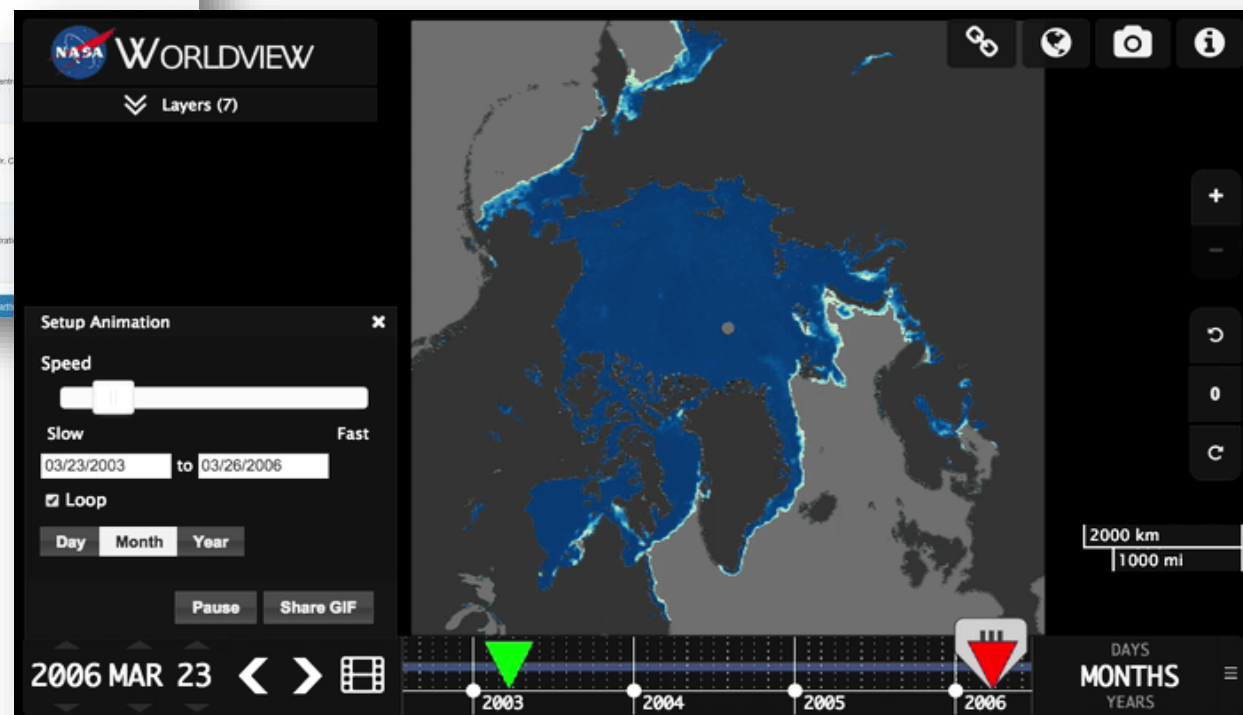 NASA WORLDVIEW
Layers (7)
Setup Animation
Speed
Slow Fast
03/23/2003 to 03/26/2006
Loop
Day Month Year
Pause Share GIF
2006 MAR 23
2003 2004 2005 2006
0
2000 km
1000 mi
DAYS
MONTHS
YEARS